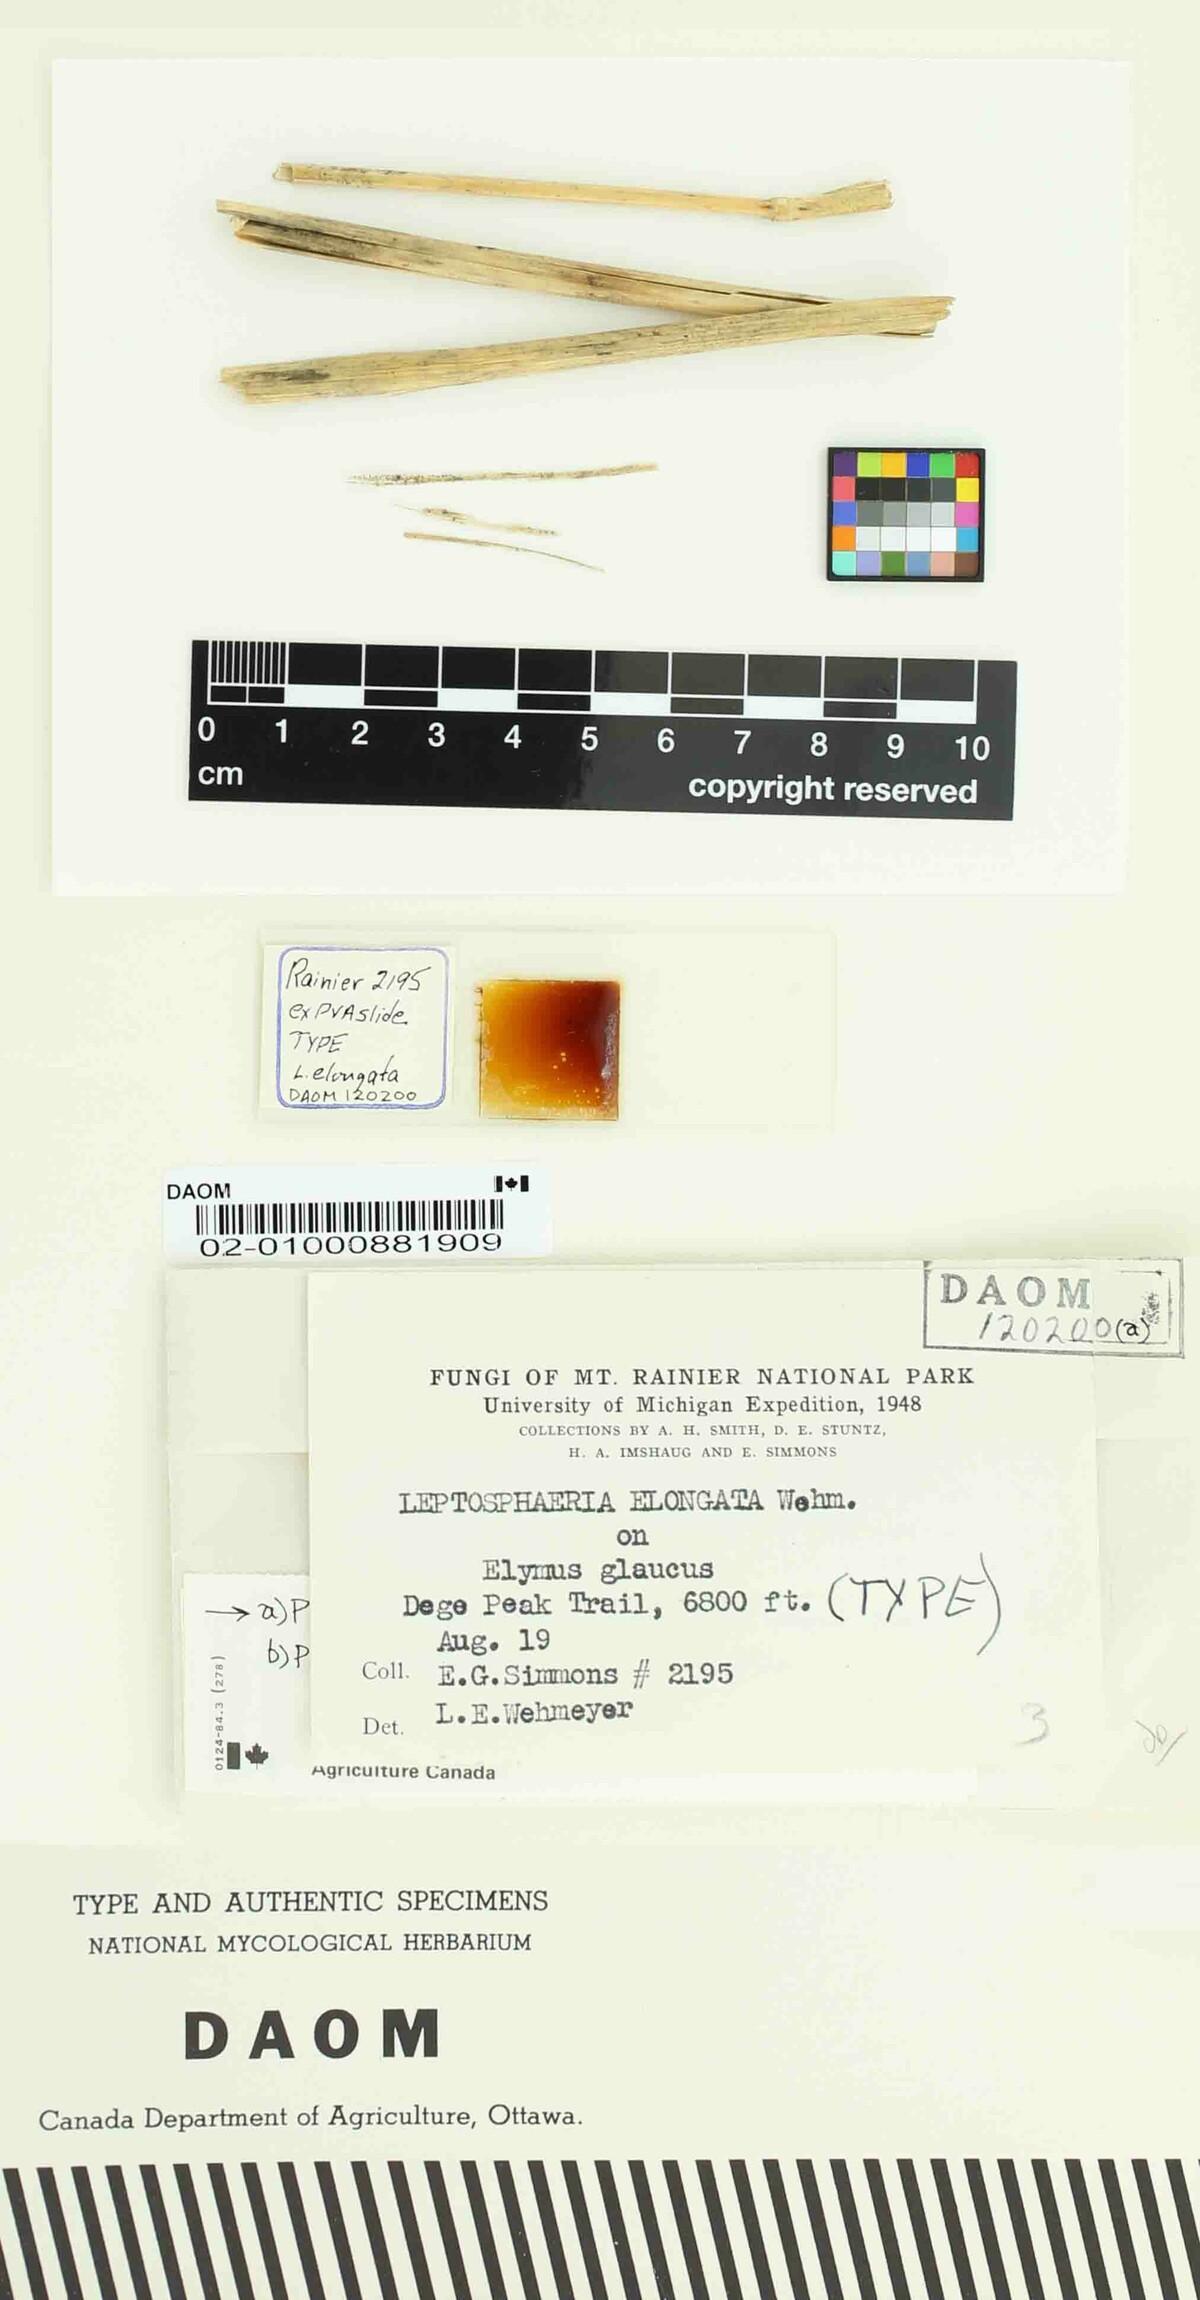 0 1 2 3 4 5 6 7 8 9 10
cm
copyright reserved
Rainier 2195
ex PVA slide
TYPE
L. elongata
DAOM 120200
DAOM
02-01000881909
DAOM
120200(a)
FUNGI OF MT. RAINIER NATIONAL PARK
University of Michigan Expedition, 1948
COLLECTIONS BY A. H. SMITH, D. E. STUNTZ,
H. A. IMSHAUG AND E. SIMMONS
LEPTOSPHAERIA ELONGATA Wehm.
on
Elymus glaucus
Dege Peak Trail, 6800 ft. (TYPE)
Aug. 19
Coll. E.G.Simmons # 2195
Det. L.E.Wehmeyer
3
→ a) P
b) P
0124-84.3 (278)
Agriculture Canada
TYPE AND AUTHENTIC SPECIMENS
NATIONAL MYCOLOGICAL HERBARIUM
DAOM
Canada Department of Agriculture, Ottawa.